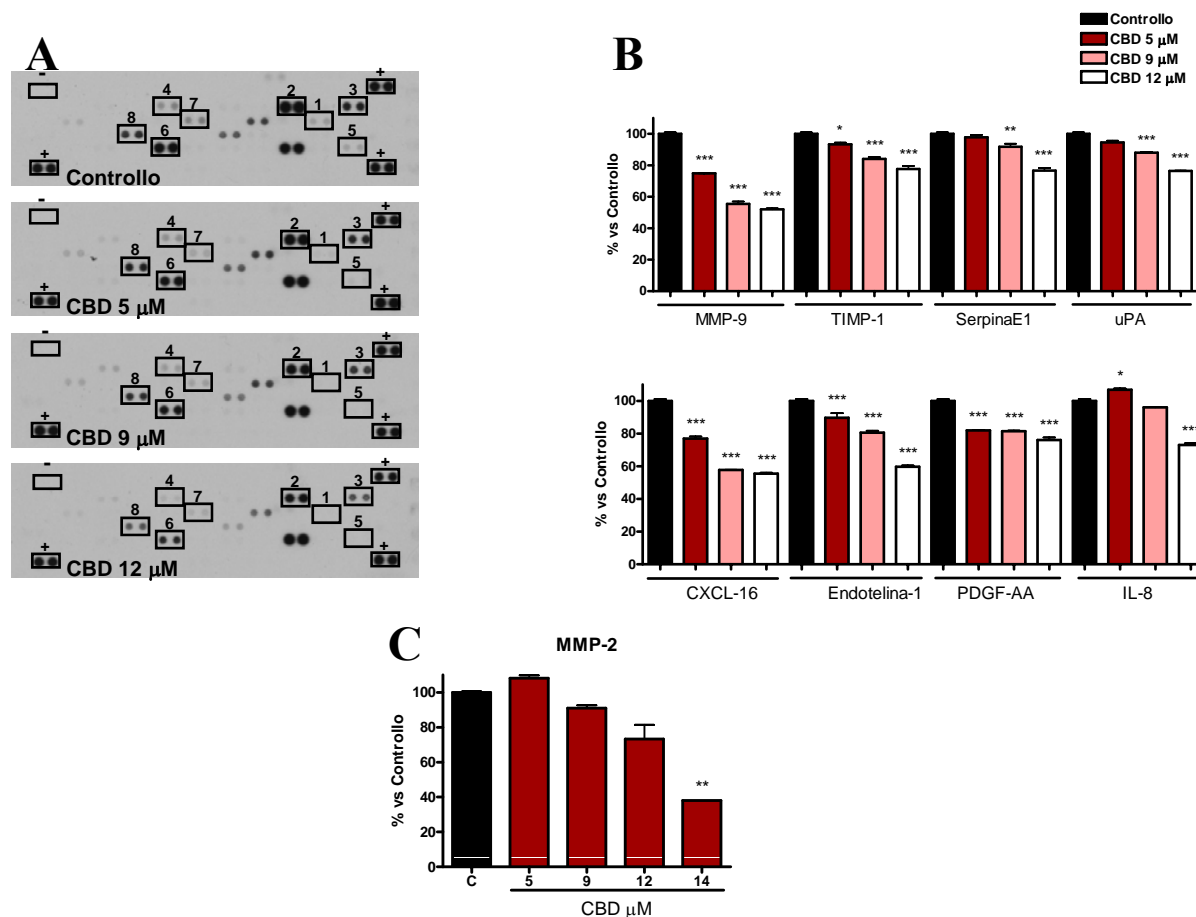 Controllo
CBD 5 µM
CBD 9 µM
CBD 12 µM
A
- 4 7 8 6 2 1 3 5 + + +
Controllo
- 4 7 8 6 2 1 3 5 + + +
CBD 5 µM
- 4 7 8 6 2 1 3 5 + + +
CBD 9 µM
- 4 7 8 6 2 1 3 5 + + +
CBD 12 µM
B
% vs Controllo
100
80
60
40
20
0
*** *** *** * *** *** ** *** *** ***
MMP-9 TIMP-1 SerpinaE1 uPA
% vs Controllo
100
80
60
40
20
0
*** *** *** *** *** *** *** *** *** * ***
CXCL-16 Endotelina-1 PDGF-AA IL-8
C
MMP-2
% vs Controllo
100
80
60
40
20
0
**
C 5 9 12 14
CBD µM